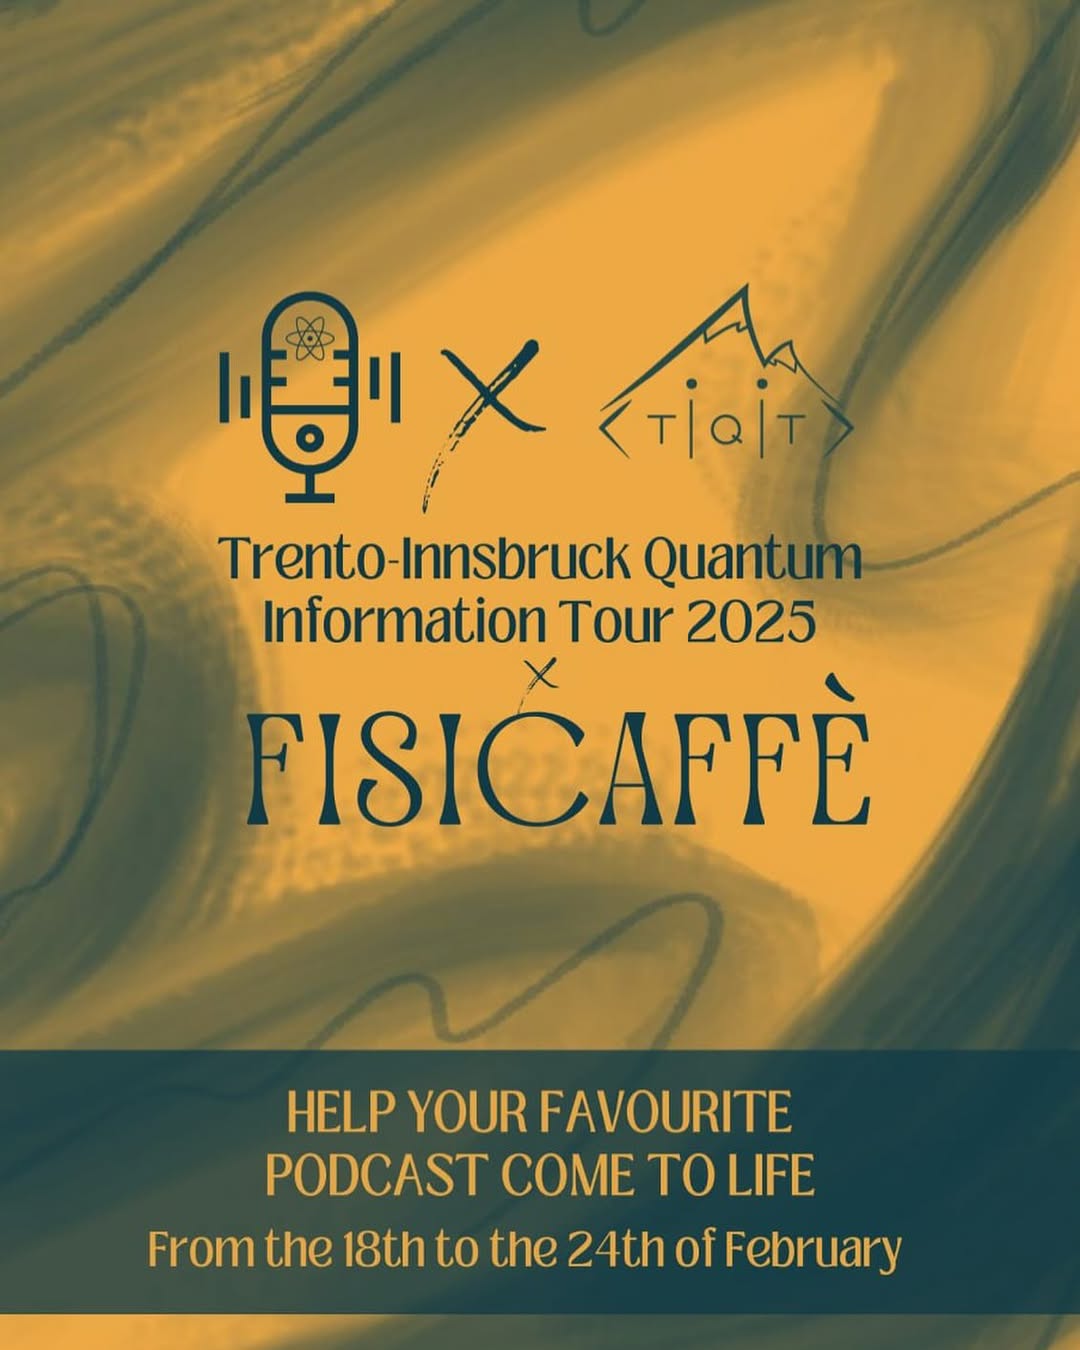 T|Q|T
Trento-Innsbruck Quantum
Information Tour 2025
x
FISICAFFÈ
HELP YOUR FAVOURITE
PODCAST COME TO LIFE
From the 18th to the 24th of February